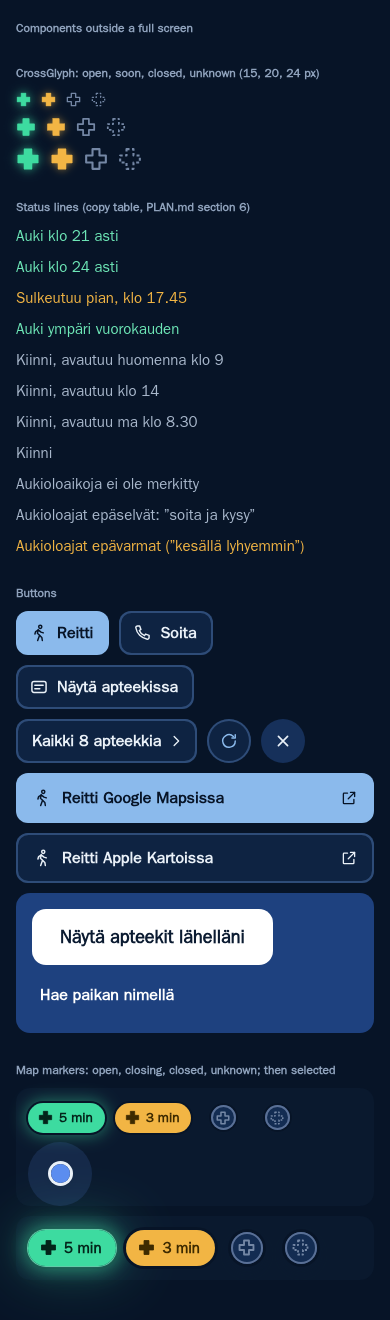 Components outside a full screen
CrossGlyph: open, soon, closed, unknown (15, 20, 24 px)
Status lines (copy table, PLAN.md section 6)
Auki klo 21 asti
Auki klo 24 asti
Sulkeutuu pian, klo 17.45
Auki ympäri vuorokauden
Kiinni, avautuu huomenna klo 9
Kiinni, avautuu klo 14
Kiinni, avautuu ma klo 8.30
Kiinni
Aukioloaikoja ei ole merkitty
Aukioloajat epäselvät: ”soita ja kysy”
Aukioloajat epävarmat (”kesällä lyhyemmin”)
Buttons
Reitti
Soita
Näytä apteekissa
Kaikki 8 apteekkia
Reitti Google Mapsissa
Reitti Apple Kartoissa
Näytä apteekit lähelläni
Hae paikan nimellä
Map markers: open, closing, closed, unknown; then selected
5 min
3 min
5 min
3 min